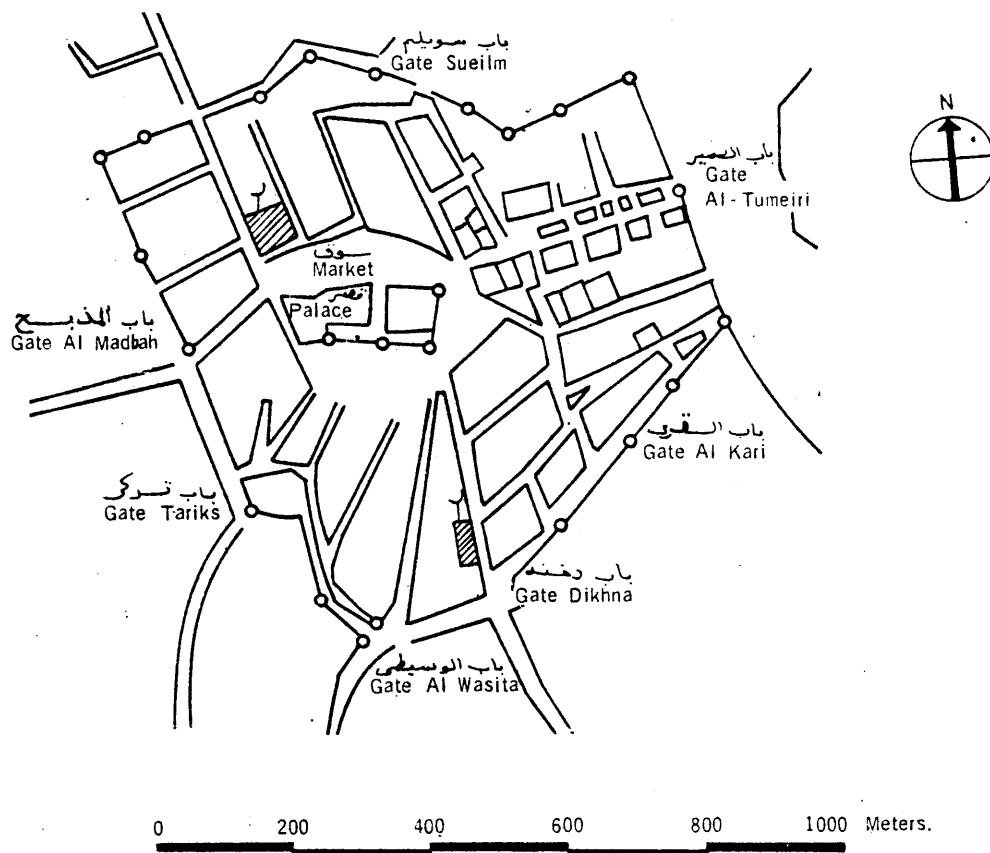 باب سويلم
Gate Sueilm
N
Gate
Al-Tumeiri
سوق
Market
قصر
Palace
باب المذبح
Gate Al Madbah
باب القري
Gate Al Kari
باب تركي
Gate Tariks
باب دخنه
Gate Dikhna
باب الوسيطى
Gate Al Wasita
0 200 400 600 800 1000 Meters.